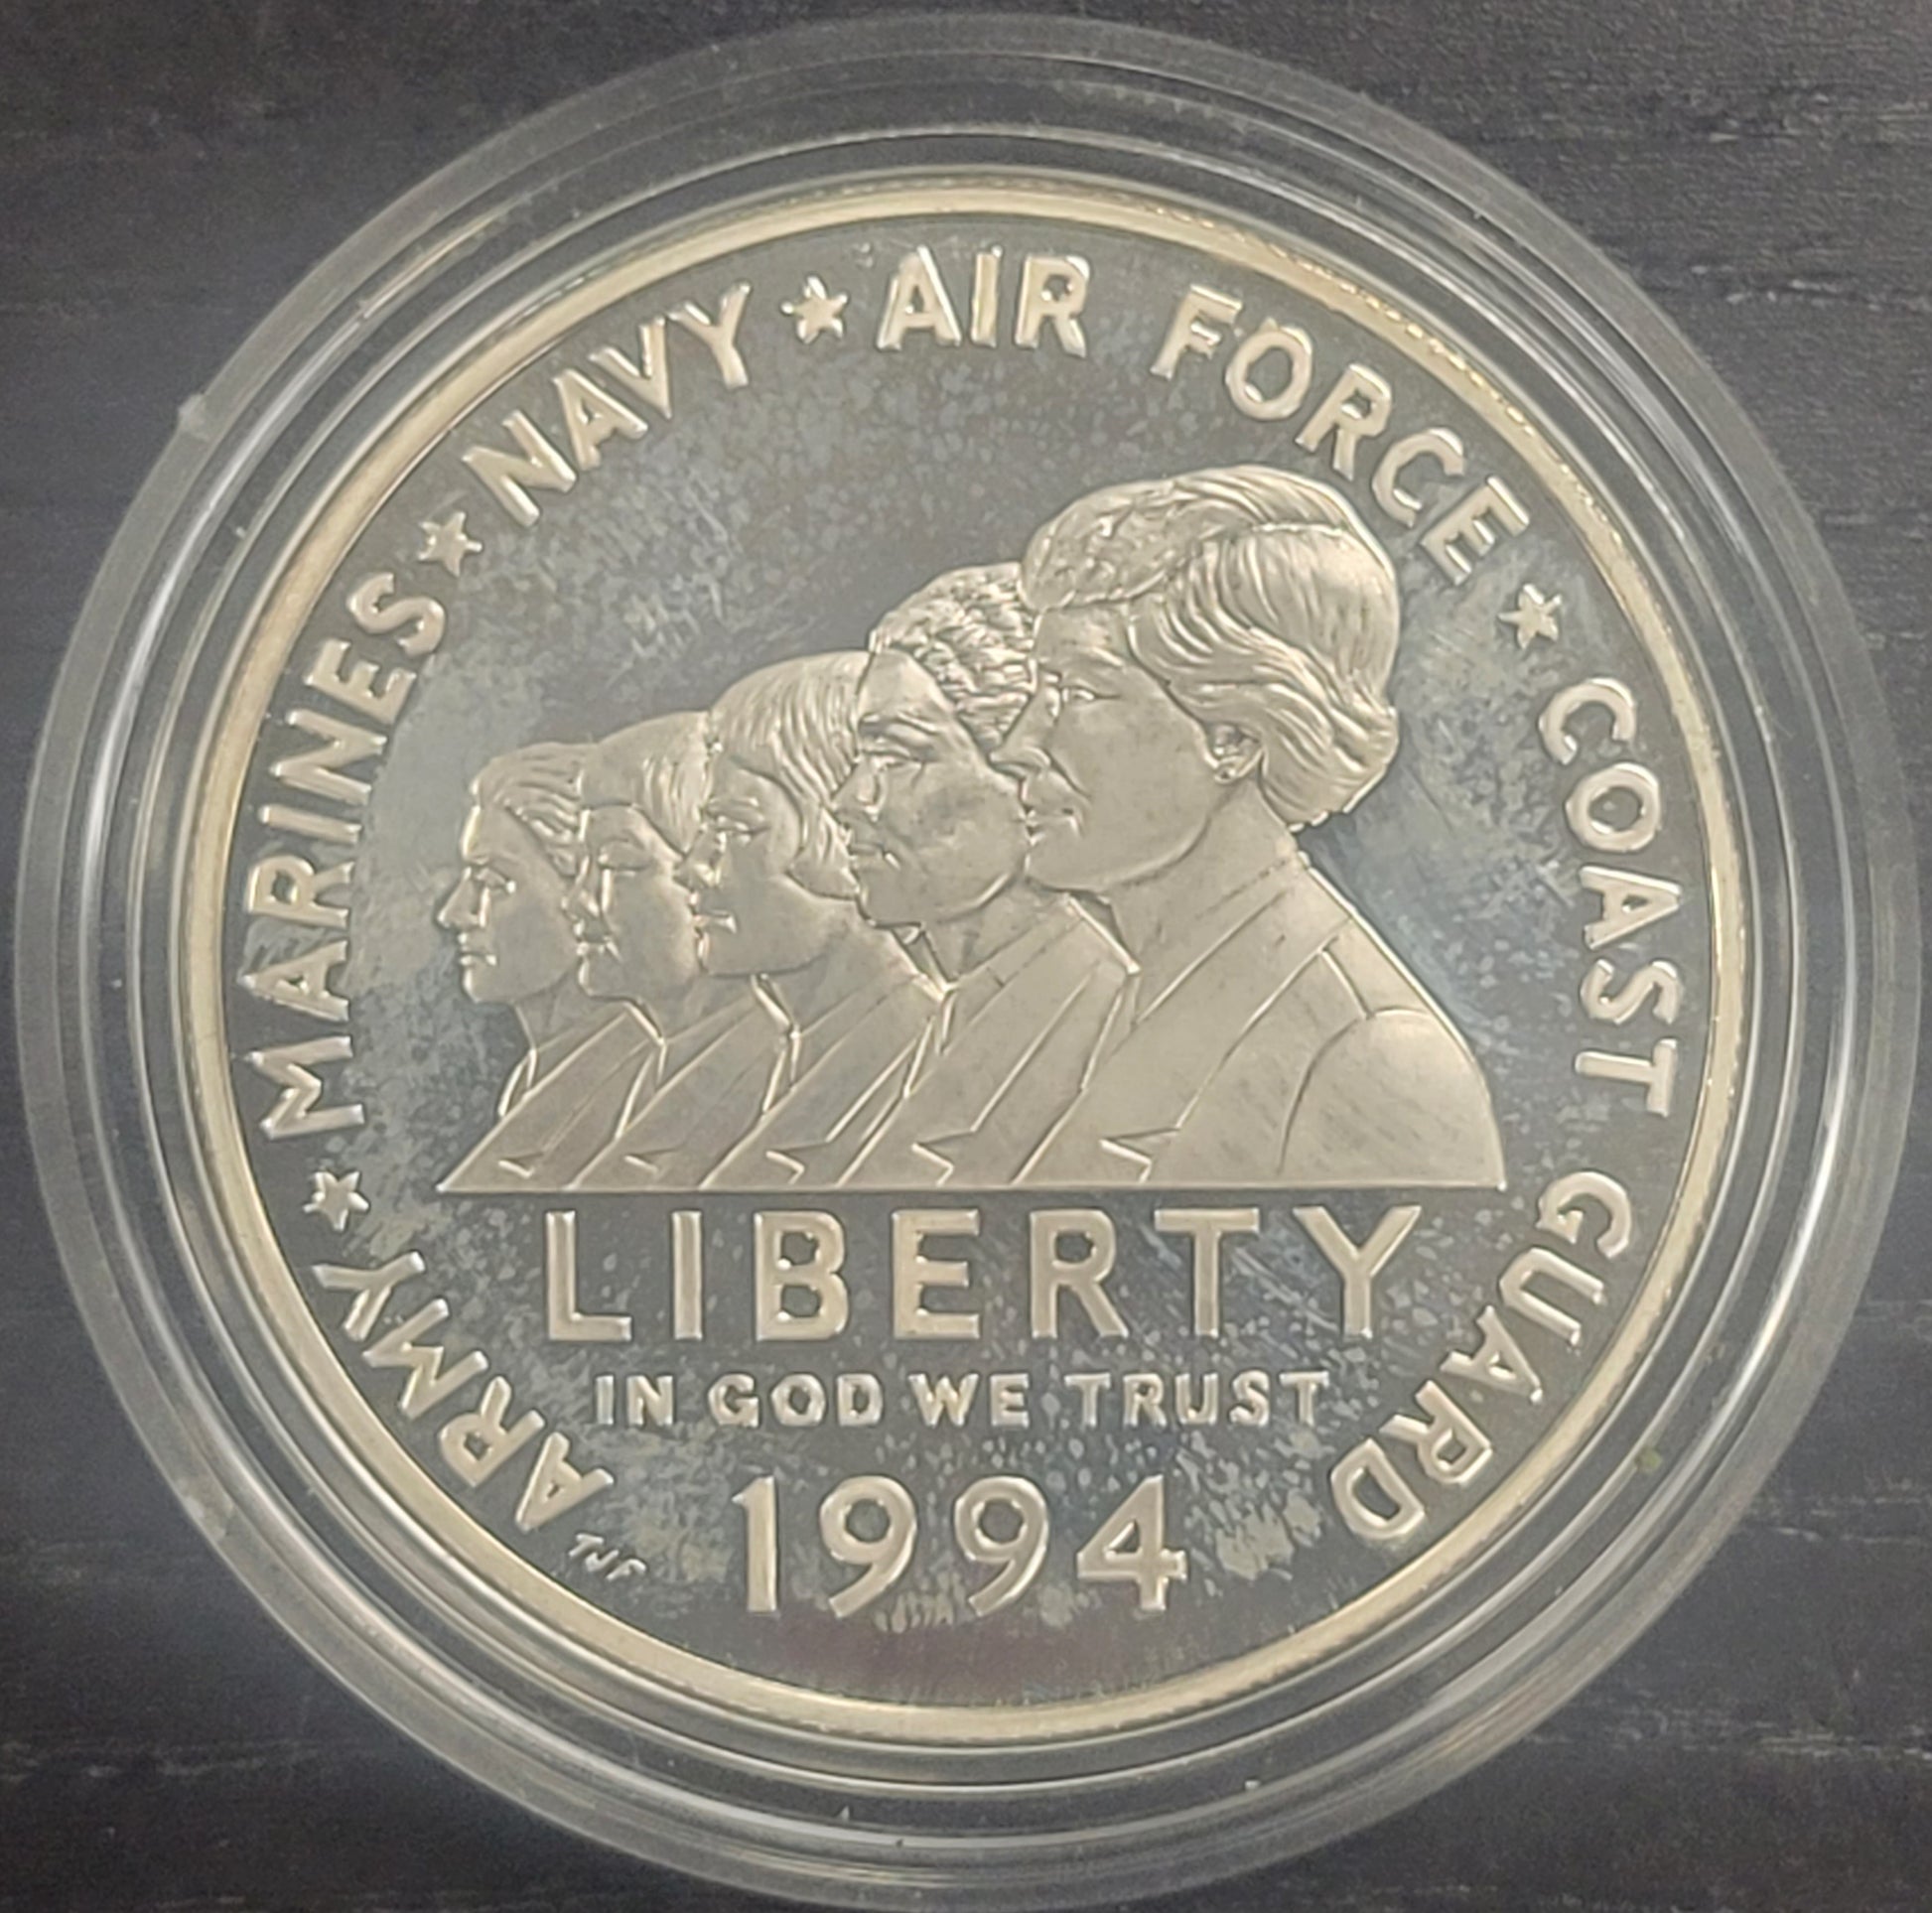 ARMY ★ MARINES ★ NAVY ★ AIR FORCE ★ COAST GUARD
LIBERTY
IN GOD WE TRUST
1994
TJF